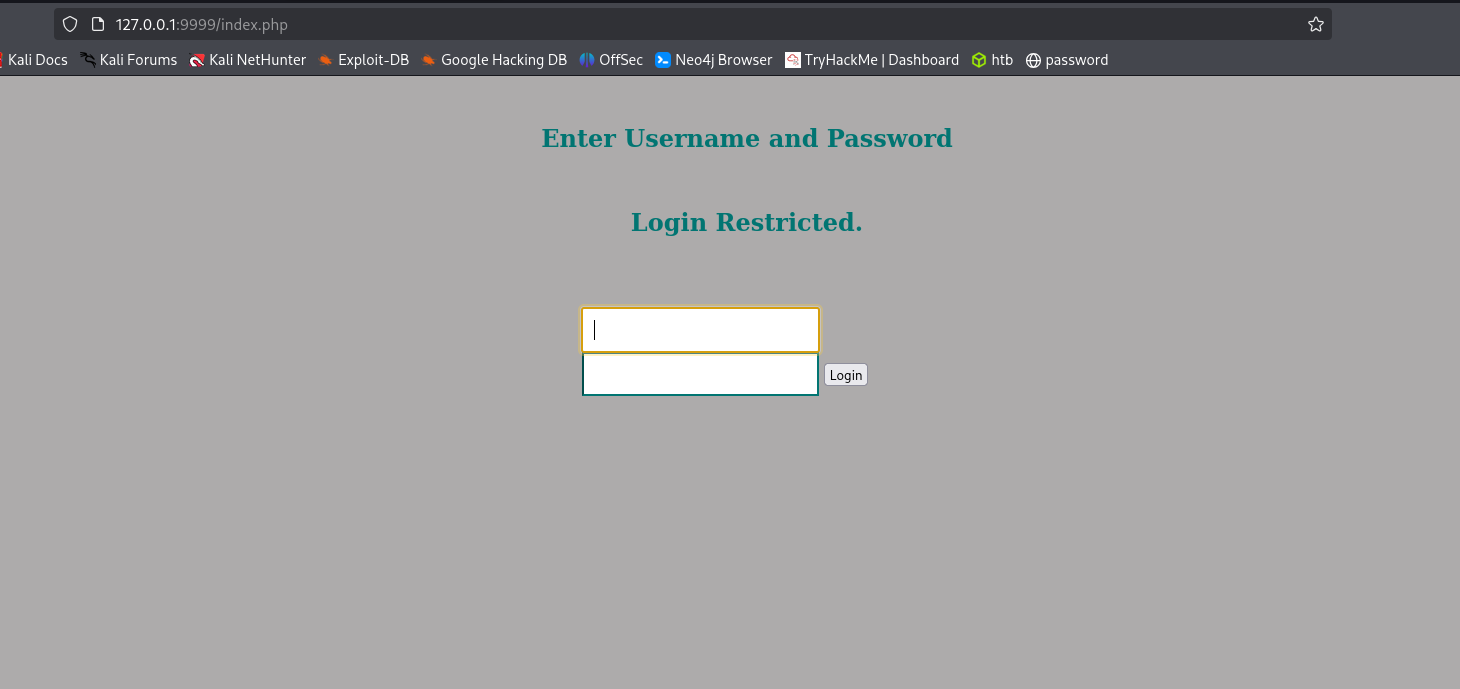 127.0.0.1:9999/index.php
Kali Docs Kali Forums Kali NetHunter Exploit-DB Google Hacking DB OffSec Neo4j Browser TryHackMe | Dashboard htb password
Enter Username and Password
Login Restricted.
Login